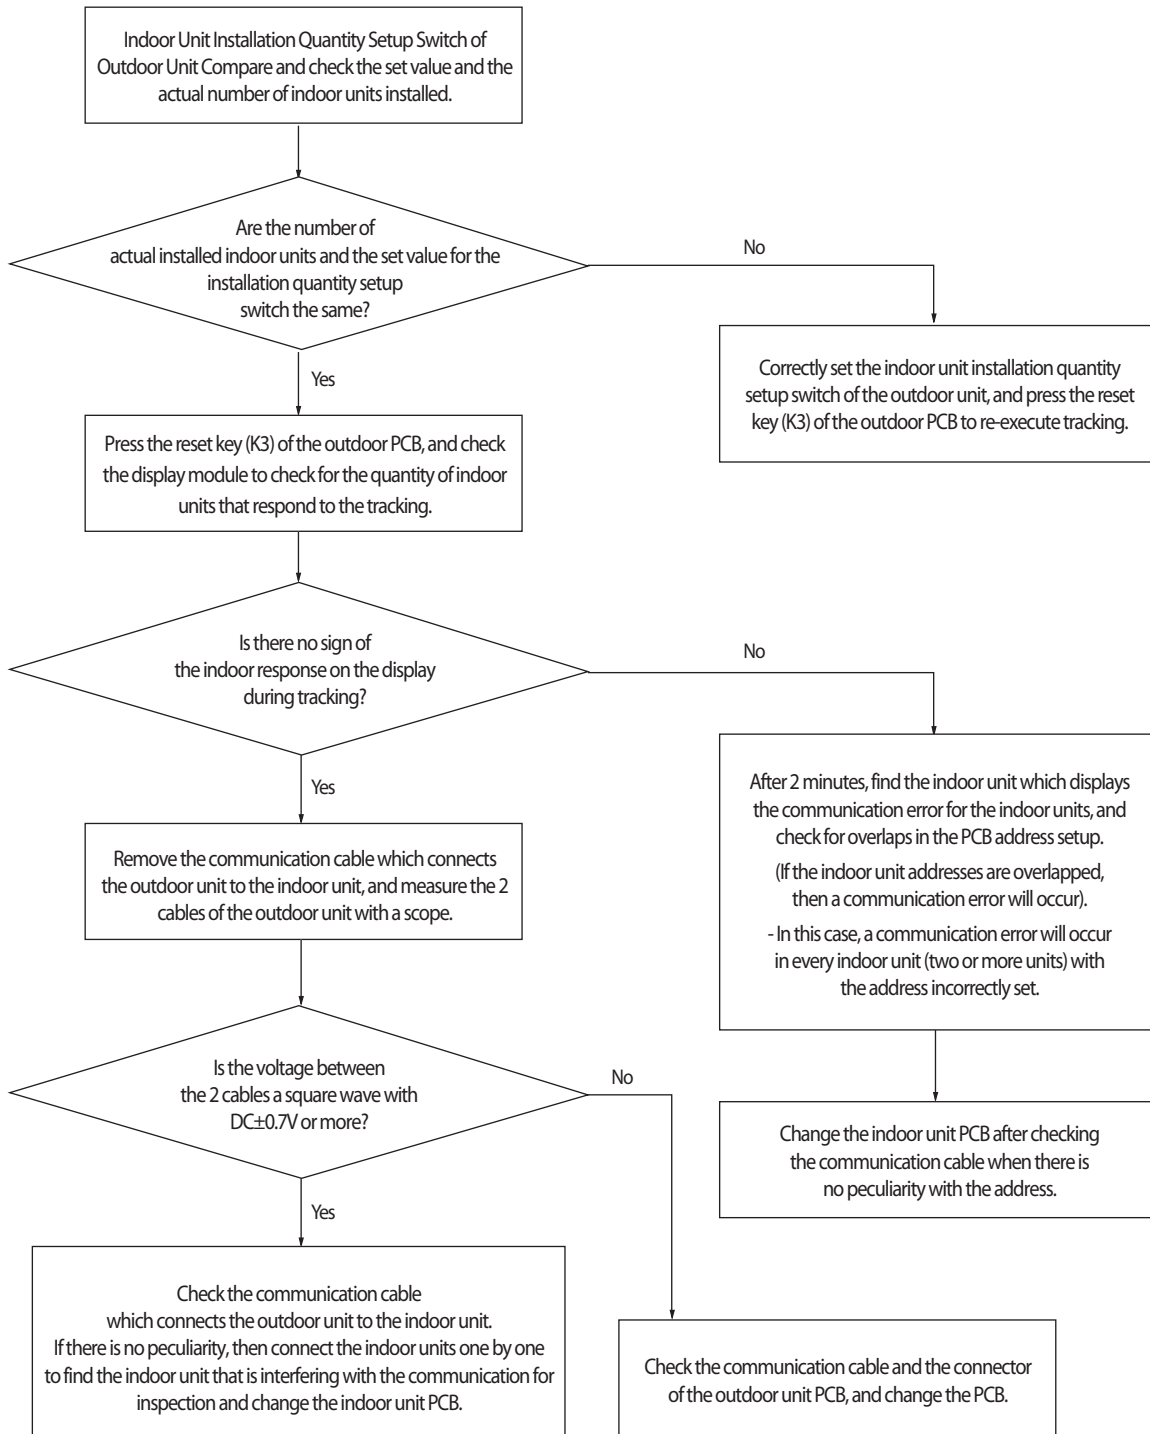 Indoor Unit Installation Quantity Setup Switch of
Outdoor Unit Compare and check the set value and the
actual number of indoor units installed.
Are the number of
actual installed indoor units and the set value for the
installation quantity setup
switch the same?
No
Yes
Correctly set the indoor unit installation quantity
setup switch of the outdoor unit, and press the reset
key (K3) of the outdoor PCB to re-execute tracking.
Press the reset key (K3) of the outdoor PCB, and check
the display module to check for the quantity of indoor
units that respond to the tracking.
Is there no sign of
the indoor response on the display
during tracking?
No
Yes
After 2 minutes, find the indoor unit which displays
the communication error for the indoor units, and
check for overlaps in the PCB address setup.
(If the indoor unit addresses are overlapped,
then a communication error will occur).
- In this case, a communication error will occur
in every indoor unit (two or more units) with
the address incorrectly set.
Remove the communication cable which connects
the outdoor unit to the indoor unit, and measure the 2
cables of the outdoor unit with a scope.
Is the voltage between
the 2 cables a square wave with
DC±0.7V or more?
No
Yes
Change the indoor unit PCB after checking
the communication cable when there is
no peculiarity with the address.
Check the communication cable
which connects the outdoor unit to the indoor unit.
If there is no peculiarity, then connect the indoor units one by one
to find the indoor unit that is interfering with the communication for
inspection and change the indoor unit PCB.
Check the communication cable and the connector
of the outdoor unit PCB, and change the PCB.